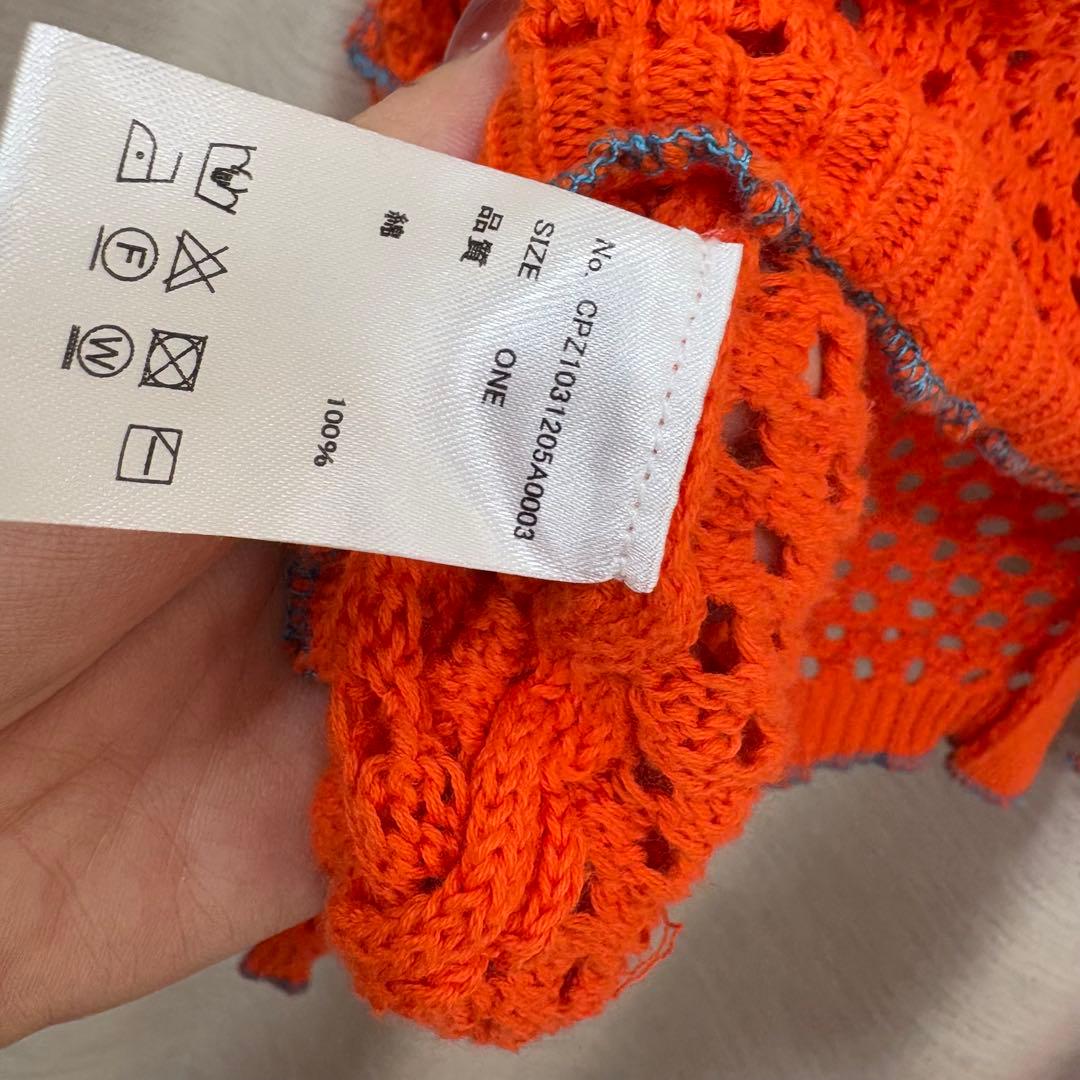 No. CPZ1031205A0003
SIZE ONE
品質
綿 100%
F
W